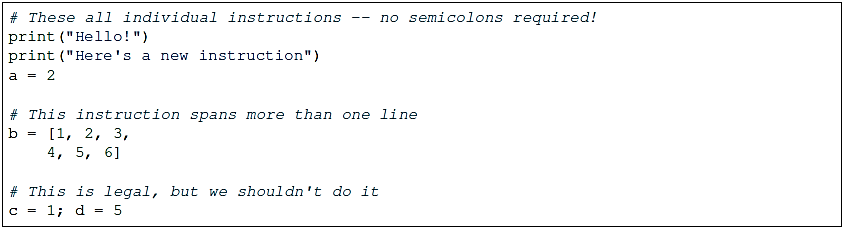 # These all individual instructions -- no semicolons required!
print("Hello!")
print("Here's a new instruction")
a = 2
# This instruction spans more than one line
b = [1, 2, 3,
4, 5, 6]
# This is legal, but we shouldn't do it
c = 1; d = 5